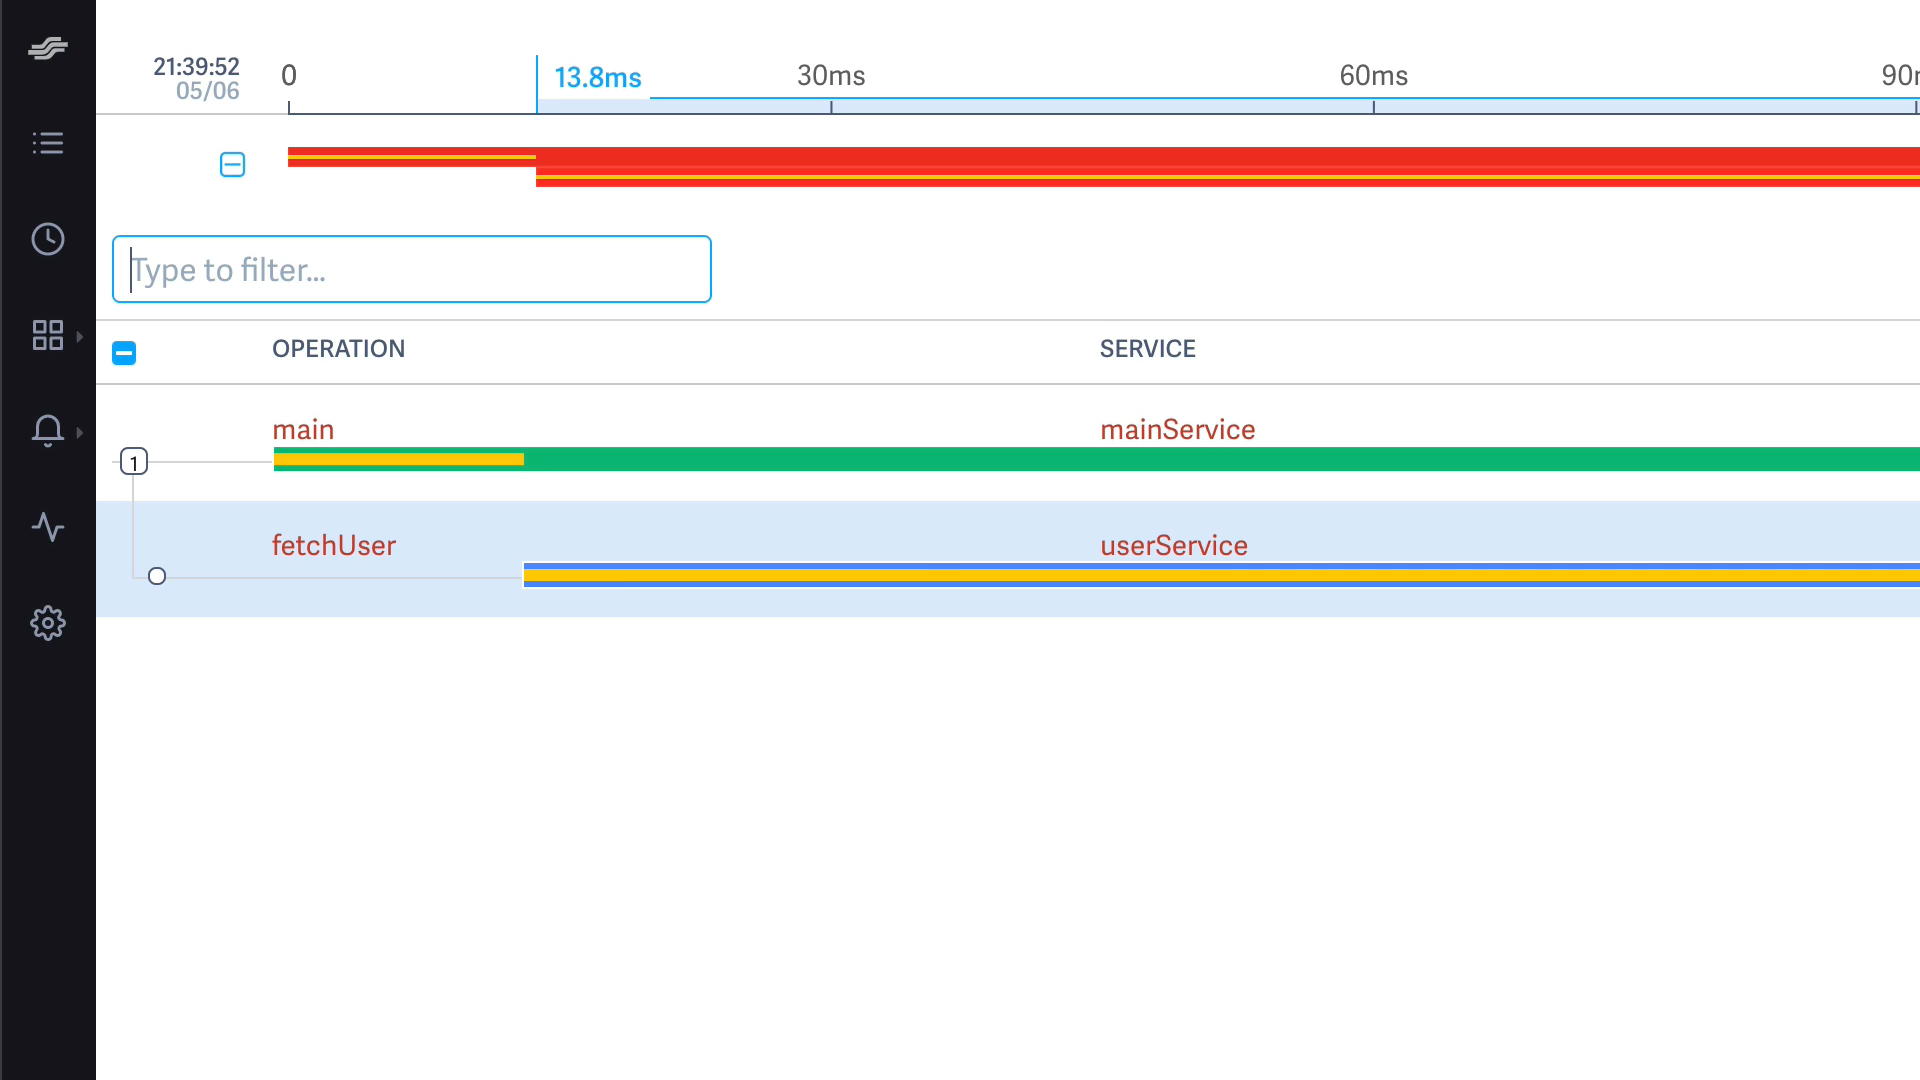 21:39:52
05/06
0
13.8ms
30ms
60ms
90
Type to filter...
OPERATION
SERVICE
main
mainService
1
fetchUser
userService